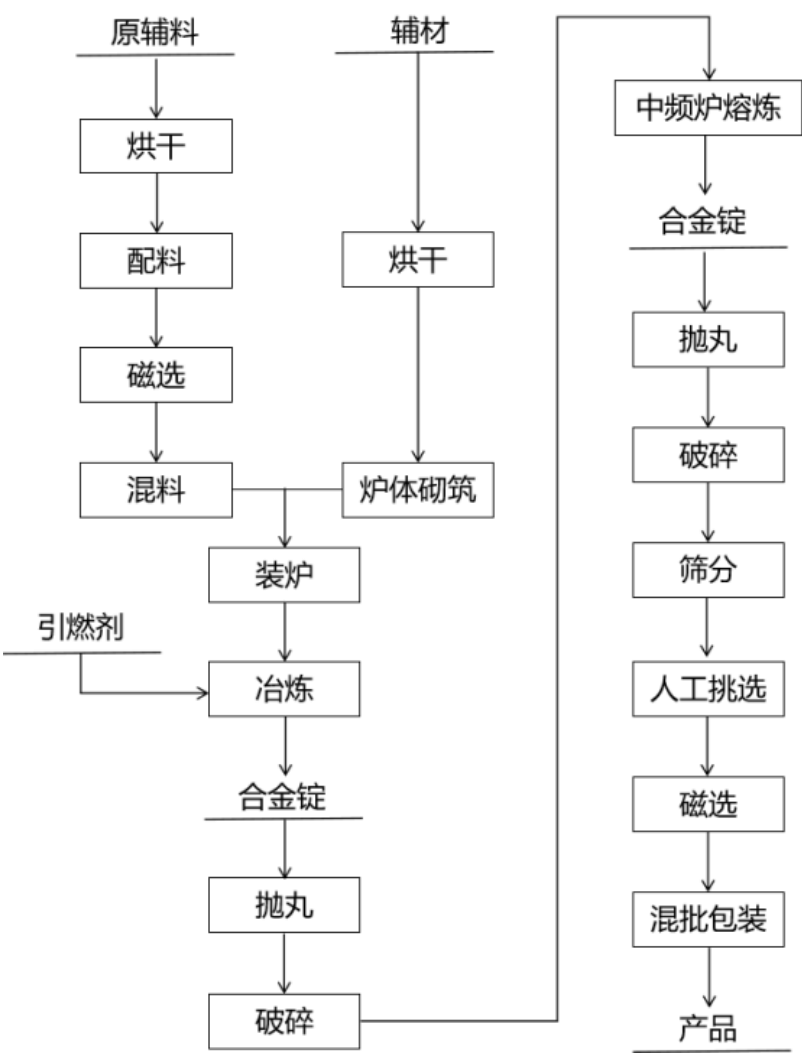 原辅料
辅材
烘干
配料
烘干
磁选
混料
炉体砌筑
装炉
引燃剂
冶炼
合金锭
抛丸
破碎
中频炉熔炼
合金锭
抛丸
破碎
筛分
人工挑选
磁选
混批包装
产品